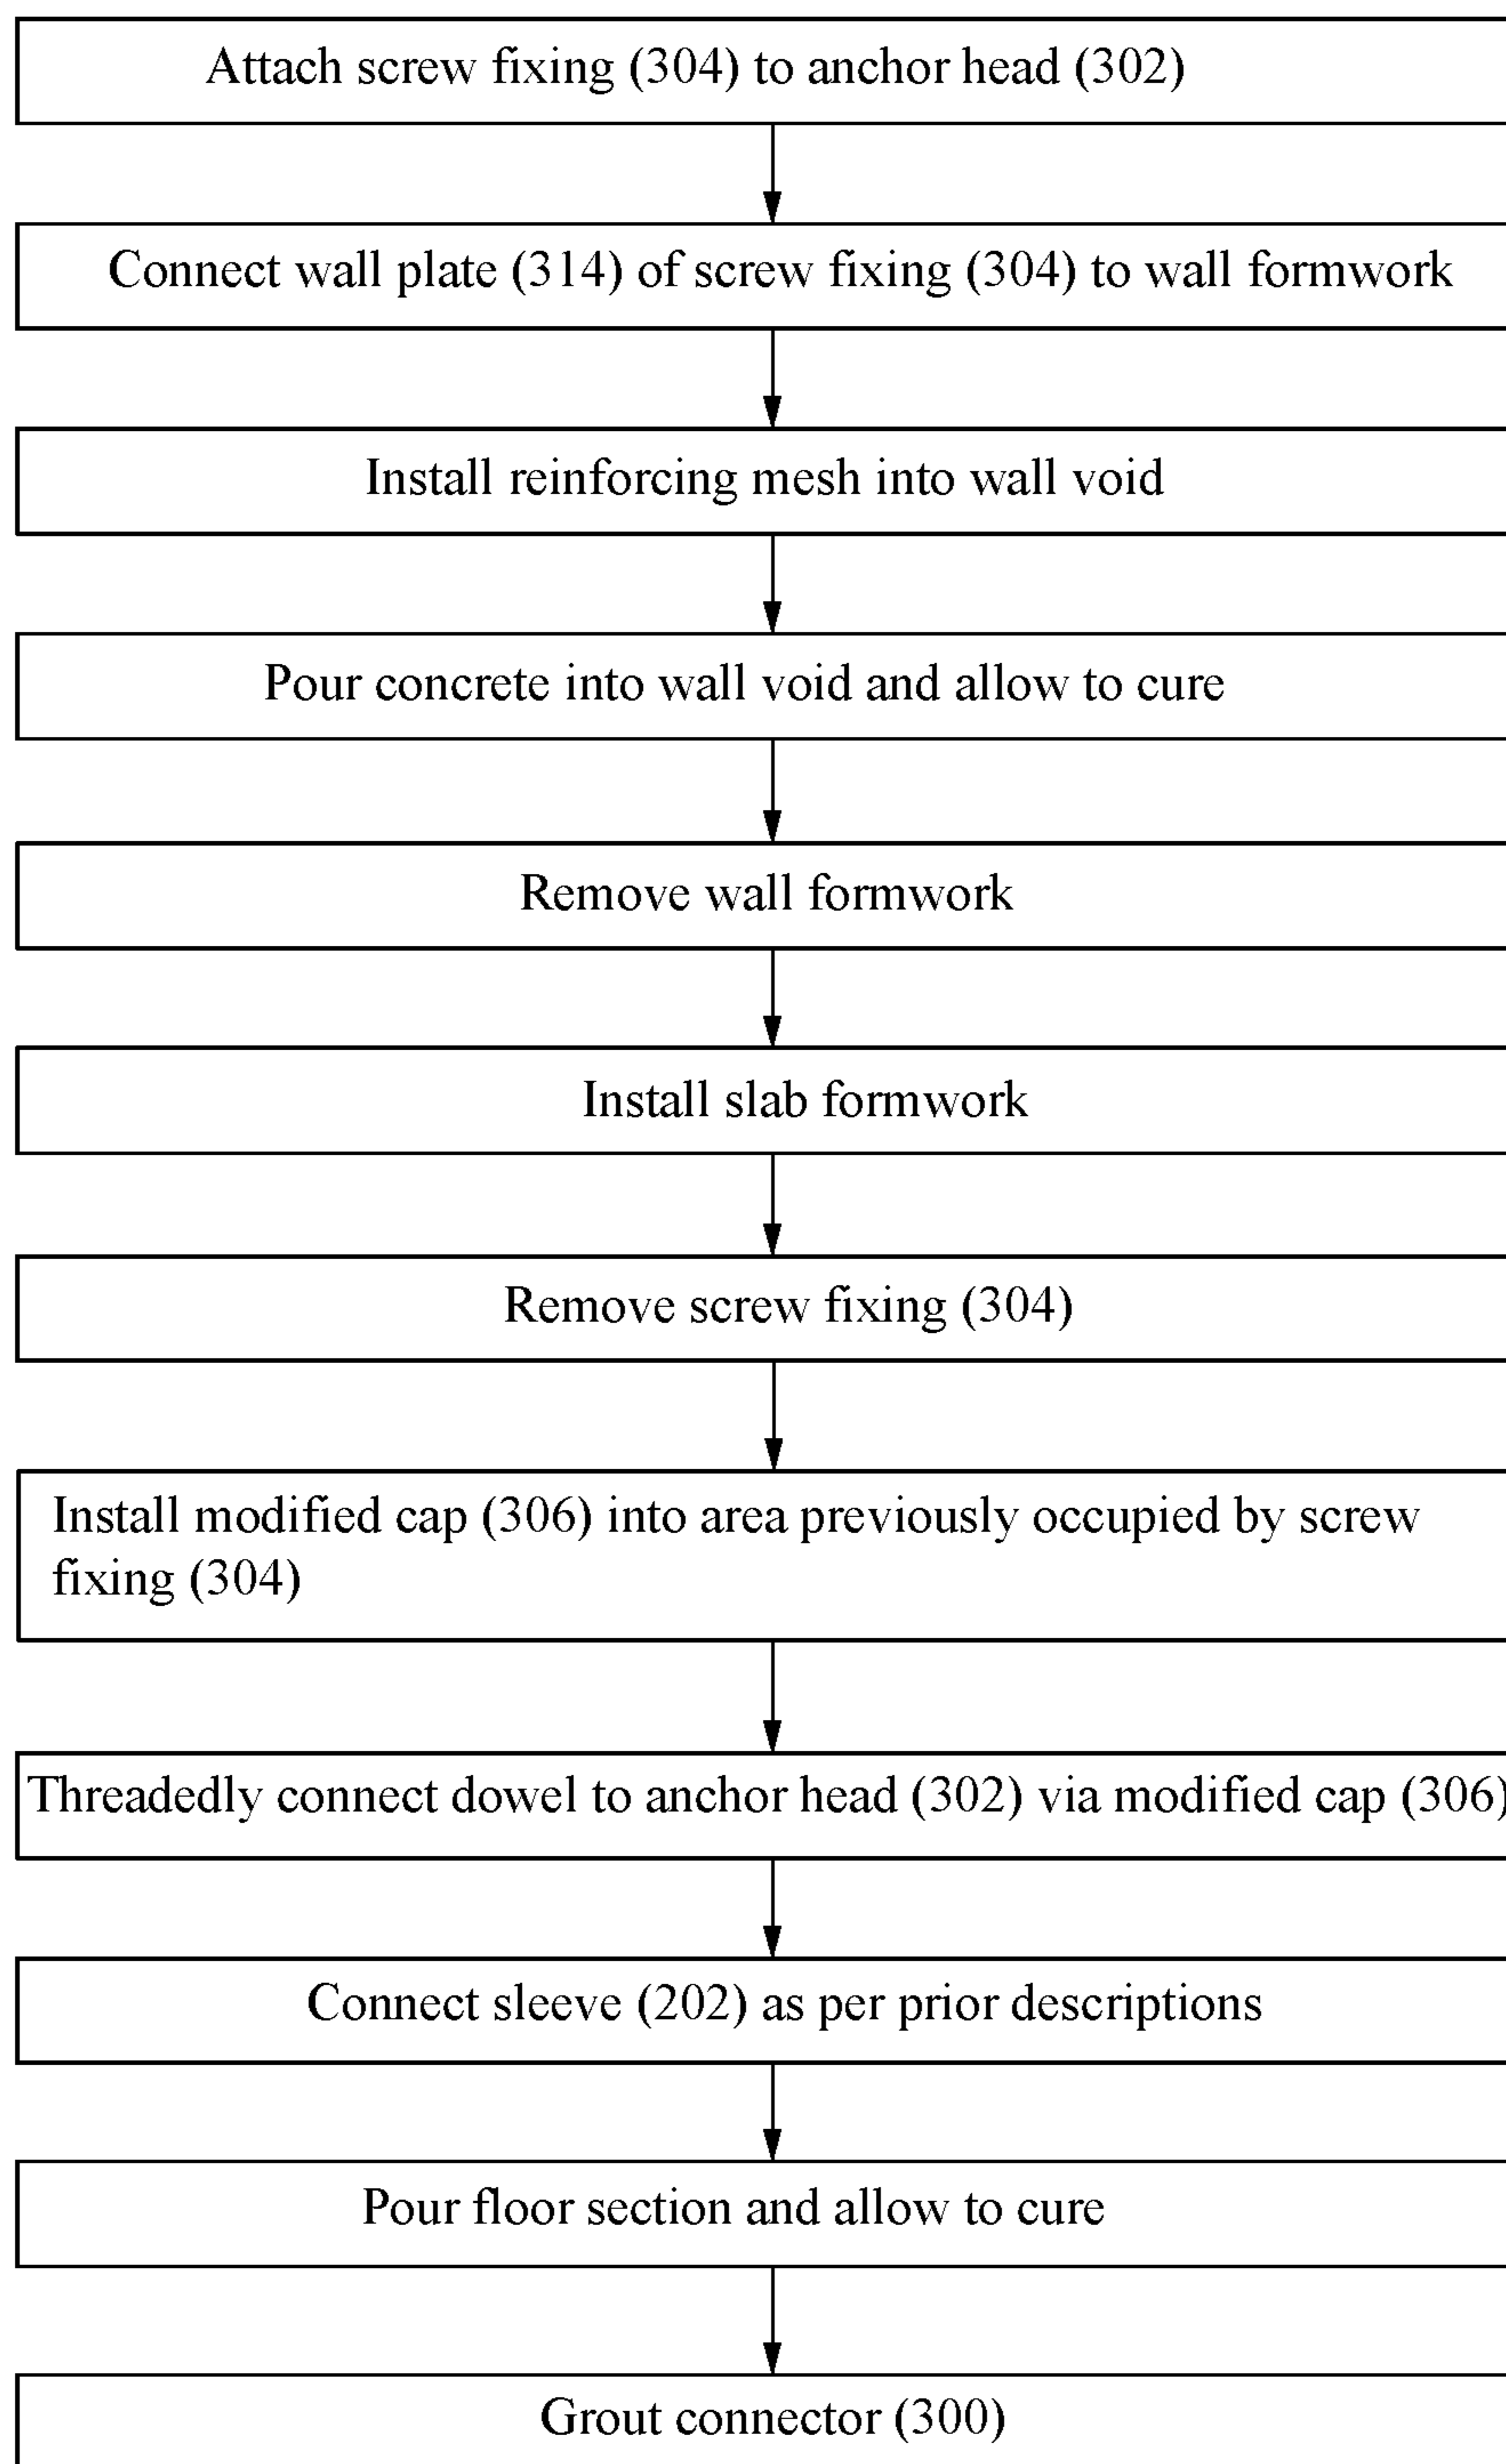 Attach screw fixing (304) to anchor head (302)
Connect wall plate (314) of screw fixing (304) to wall formwork
Install reinforcing mesh into wall void
Pour concrete into wall void and allow to cure
Remove wall formwork
Install slab formwork
Remove screw fixing (304)
Install modified cap (306) into area previously occupied by screw
fixing (304)
Threadedly connect dowel to anchor head (302) via modified cap (306)
Connect sleeve (202) as per prior descriptions
Pour floor section and allow to cure
Grout connector (300)